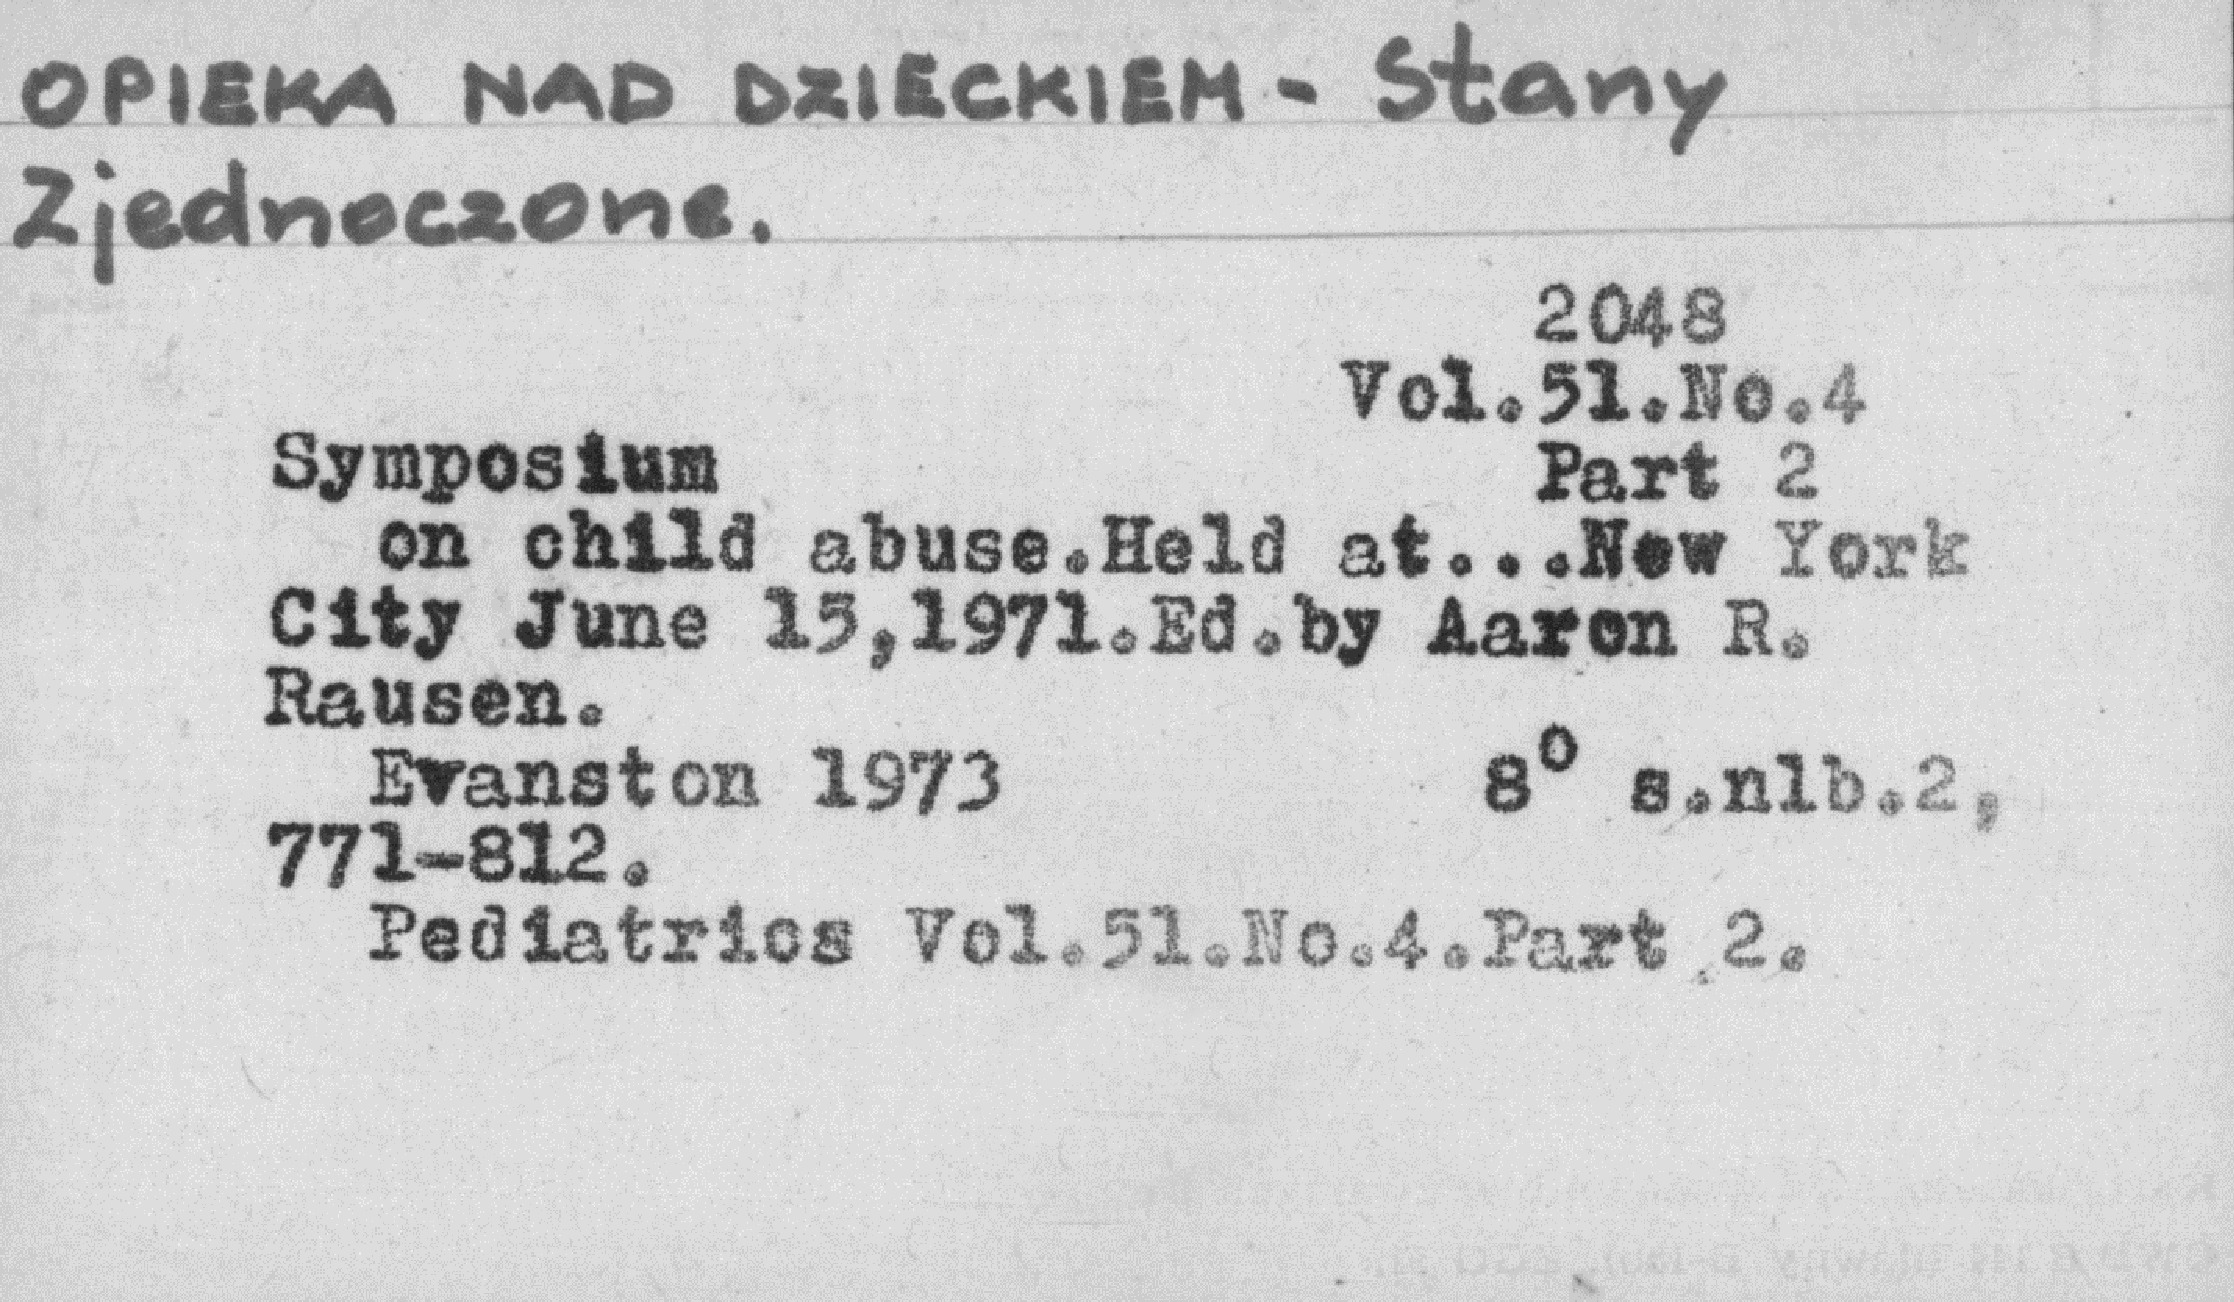 OPIEKA NAD DZIECKIEM - Stany
Zjednoczone.
2048
Vol.51.No.4
Symposium Part 2
on child abuse.Held at...New York
City June 15,1971.Ed.by Aaron R.
Rausen.
Evanston 1973 8° s.nlb.2,
771-812.
Pediatrics Vol.51.No.4.Part 2.